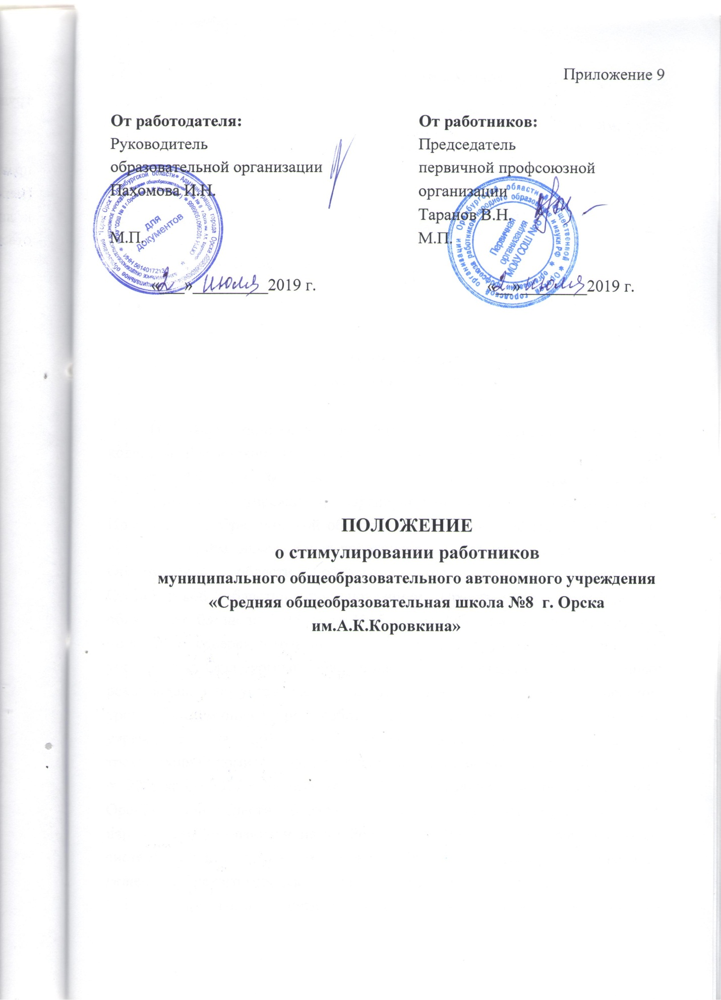 Приложение 9
От работодателя:
Руководитель
образовательной организации
Пахомова И.Н.
М.П.
«2» июля 2019 г.
От работников:
Председатель
первичной профсоюзной
организации
Таранов В.Н.
М.П.
«2» июля 2019 г.
для
документов
Первичная
организация
МОАУ СОШ №8
ПОЛОЖЕНИЕ
о стимулировании работников
муниципального общеобразовательного автономного учреждения
«Средняя общеобразовательная школа №8 г. Орска
им.А.К.Коровкина»